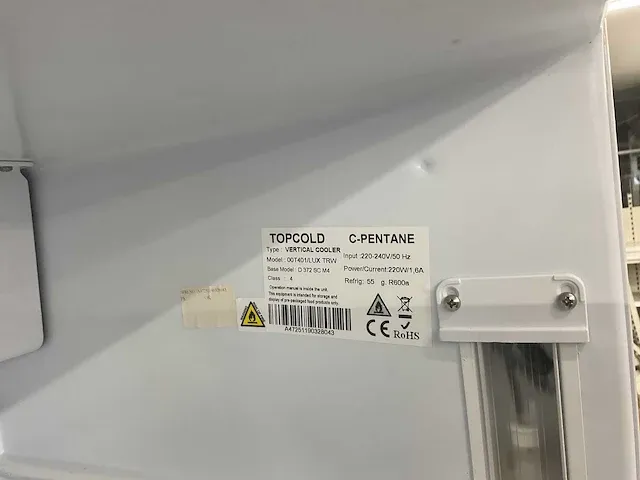 TOPCOLD C-PENTANE
Type : VERTICAL COOLER
Input :220-240V/50 Hz
Model: 00T401/LUX TRW
Base Model : D 372 SC M4
Power/Current:220W/1,6A
Class : 4
Refrig: 55 g. R600a
Operation manual is inside the unit.
This equipment is intended for storage and
display of pre packaged food products only.
A47251190328043
CE RoHS